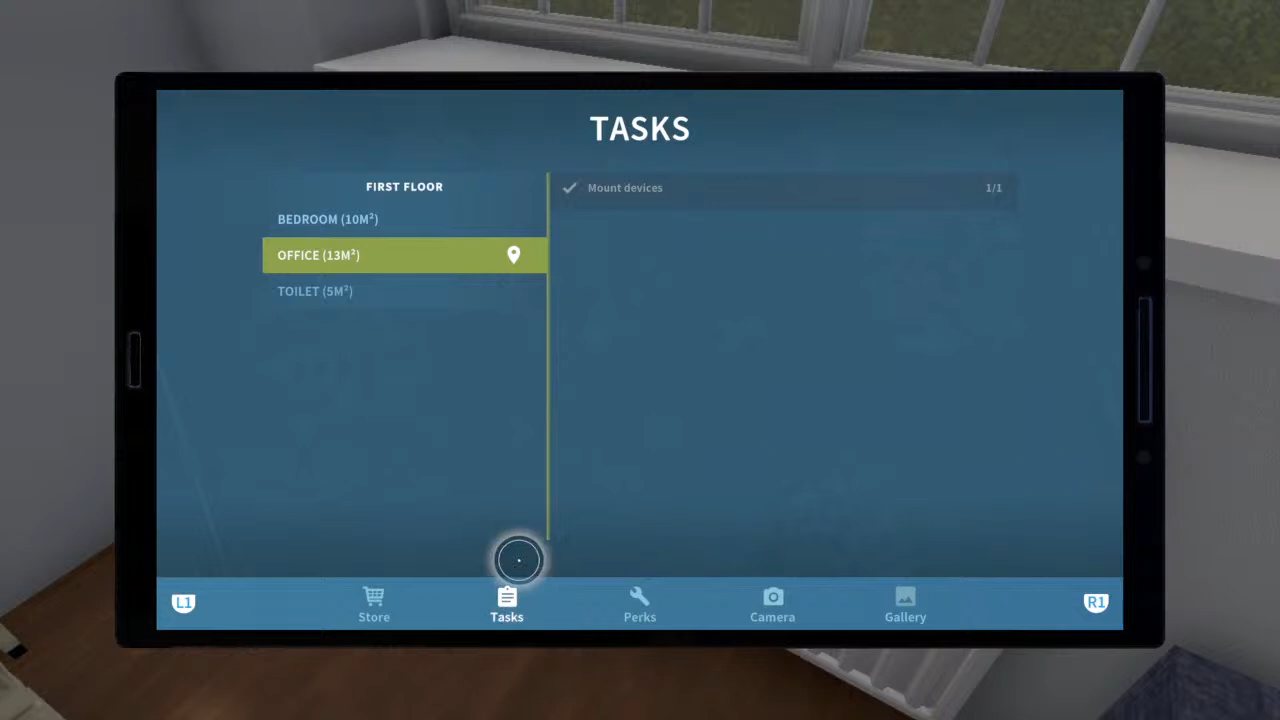 TASKS
FIRST FLOOR
BEDROOM (10M²)
OFFICE (13M²)
TOILET (5M²)
Mount devices 1/1
L1
Store
Tasks
Perks
Camera
Gallery
R1